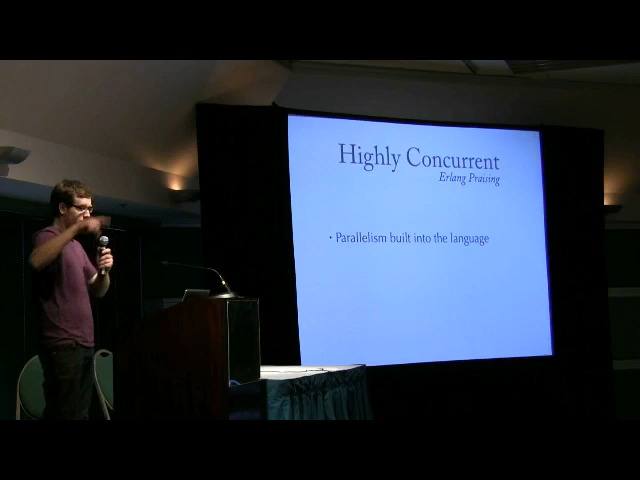 Highly Concurrent
Erlang Praising
· Parallelism built into the language